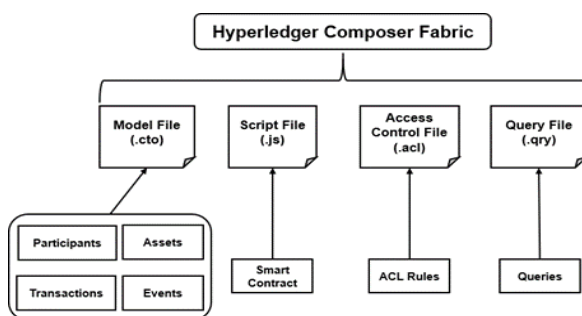 Hyperledger Composer Fabric
Model File
(.cto)
Script File
(.js)
Access
Control File
(.acl)
Query File
(.qry)
Participants
Assets
Transactions
Events
Smart
Contract
ACL Rules
Queries